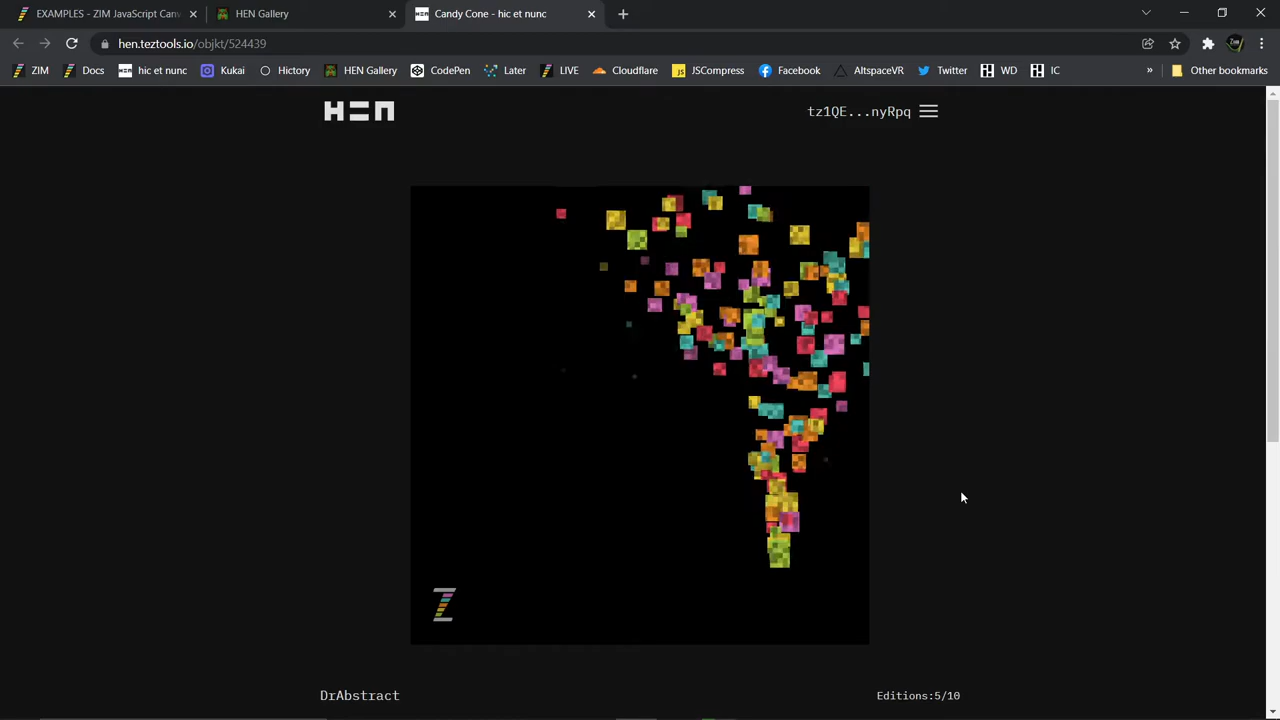 EXAMPLES - ZIM JavaScript Canv
HEN Gallery
Candy Cone - hic et nunc
hen.teztools.io/objkt/524439
ZIM
Docs
hic et nunc
Kukai
Hictory
HEN Gallery
CodePen
Later
LIVE
Cloudflare
JS
JSCompress
Facebook
AltspaceVR
Twitter
WD
IC
»
Other bookmarks
HEN
tz1QE...nyRpq
Z
DrAbstract
Editions:5/10